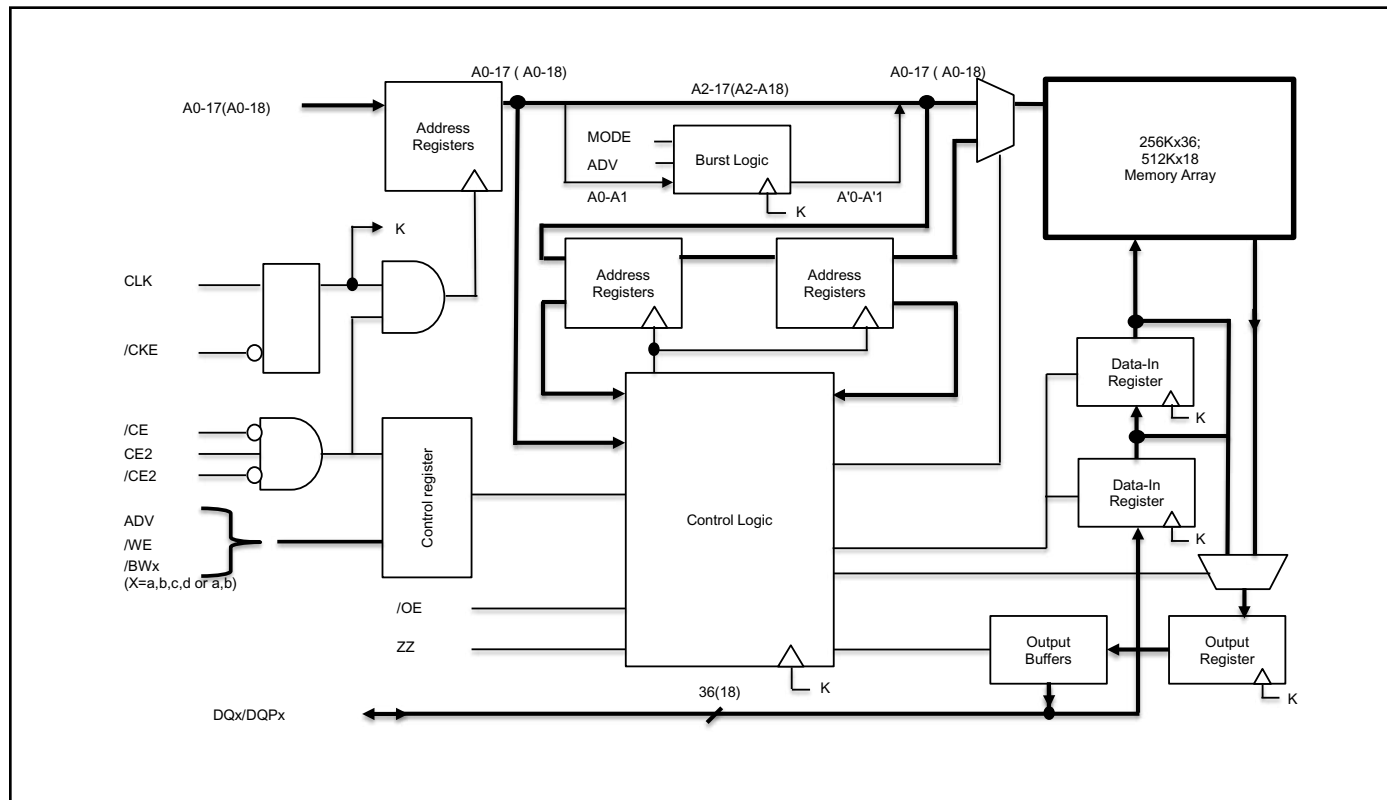 A0-17 ( A0-18)
A0-17 ( A0-18)
A2-17(A2-A18)
A0-17(A0-18)
Address
Registers
MODE
ADV
Burst Logic
K
A0-A1
A'0-A'1
256Kx36;
512Kx18
Memory Array
K
CLK
/CKE
Address
Registers
Address
Registers
Data-In
Register
K
/CE
CE2
/CE2
Control register
ADV
/WE
/BWx
(X=a,b,c,d or a,b)
Control Logic
K
Data-In
Register
K
/OE
ZZ
Output
Buffers
Output
Register
K
36(18)
DQx/DQPx